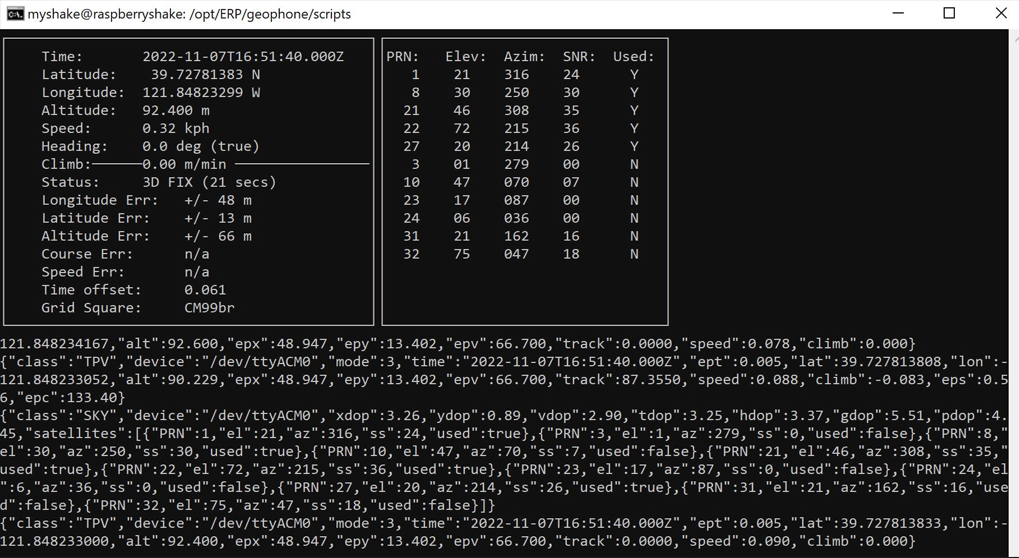 myshake@raspberryshake: /opt/ERP/geophone/scripts
Time: 2022-11-07T16:51:40.000Z
Latitude: 39.72781383 N
Longitude: 121.84823299 W
Altitude: 92.400 m
Speed: 0.32 kph
Heading: 0.0 deg (true)
Climb: 0.00 m/min
Status: 3D FIX (21 secs)
Longitude Err: +/- 48 m
Latitude Err: +/- 13 m
Altitude Err: +/- 66 m
Course Err: n/a
Speed Err: n/a
Time offset: 0.061
Grid Square: CM99br
PRN: Elev: Azim: SNR: Used:
1 21 316 24 Y
8 30 250 30 Y
21 46 308 35 Y
22 72 215 36 Y
27 20 214 26 Y
3 01 279 00 N
10 47 070 07 N
23 17 087 00 N
24 06 036 00 N
31 21 162 16 N
32 75 047 18 N
121.848234167,"alt":92.600,"epx":48.947,"epy":13.402,"epv":66.700,"track":0.0000,"speed":0.078,"climb":0.000}
{"class":"TPV","device":"/dev/ttyACM0","mode":3,"time":"2022-11-07T16:51:40.000Z","ept":0.005,"lat":39.727813808,"lon":-
121.848233052,"alt":90.229,"epx":48.947,"epy":13.402,"epv":66.700,"track":87.3550,"speed":0.088,"climb":-0.083,"eps":0.5
6,"epc":133.40}
{"class":"SKY","device":"/dev/ttyACM0","xdop":3.26,"ydop":0.89,"vdop":2.90,"tdop":3.25,"hdop":3.37,"gdop":5.51,"pdop":4.
45,"satellites":[{"PRN":1,"el":21,"az":316,"ss":24,"used":true},{"PRN":3,"el":1,"az":279,"ss":0,"used":false},{"PRN":8,"
el":30,"az":250,"ss":30,"used":true},{"PRN":10,"el":47,"az":70,"ss":7,"used":false},{"PRN":21,"el":46,"az":308,"ss":35,"
used":true},{"PRN":22,"el":72,"az":215,"ss":36,"used":true},{"PRN":23,"el":17,"az":87,"ss":0,"used":false},{"PRN":24,"el
":6,"az":36,"ss":0,"used":false},{"PRN":27,"el":20,"az":214,"ss":26,"used":true},{"PRN":31,"el":21,"az":162,"ss":16,"use
d":false},{"PRN":32,"el":75,"az":47,"ss":18,"used":false}]}
{"class":"TPV","device":"/dev/ttyACM0","mode":3,"time":"2022-11-07T16:51:40.000Z","ept":0.005,"lat":39.727813833,"lon":-
121.848233000,"alt":92.400,"epx":48.947,"epy":13.402,"epv":66.700,"track":0.0000,"speed":0.090,"climb":0.000}